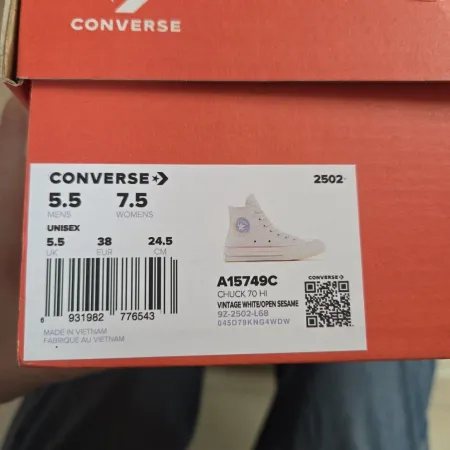 CONVERSE
CONVERSE
2502-
5.5 7.5
MENS WOMENS
UNISEX
5.5 38 24.5
UK EUR CM
A15749C
CONVERSE
CHUCK 70 HI
VINTAGE WHITE/OPEN SESAME
9Z-2502-L68
045D79KNG4WDW
6 931982 776543
MADE IN VIETNAM
FABRIQUÉ AU VIETNAM